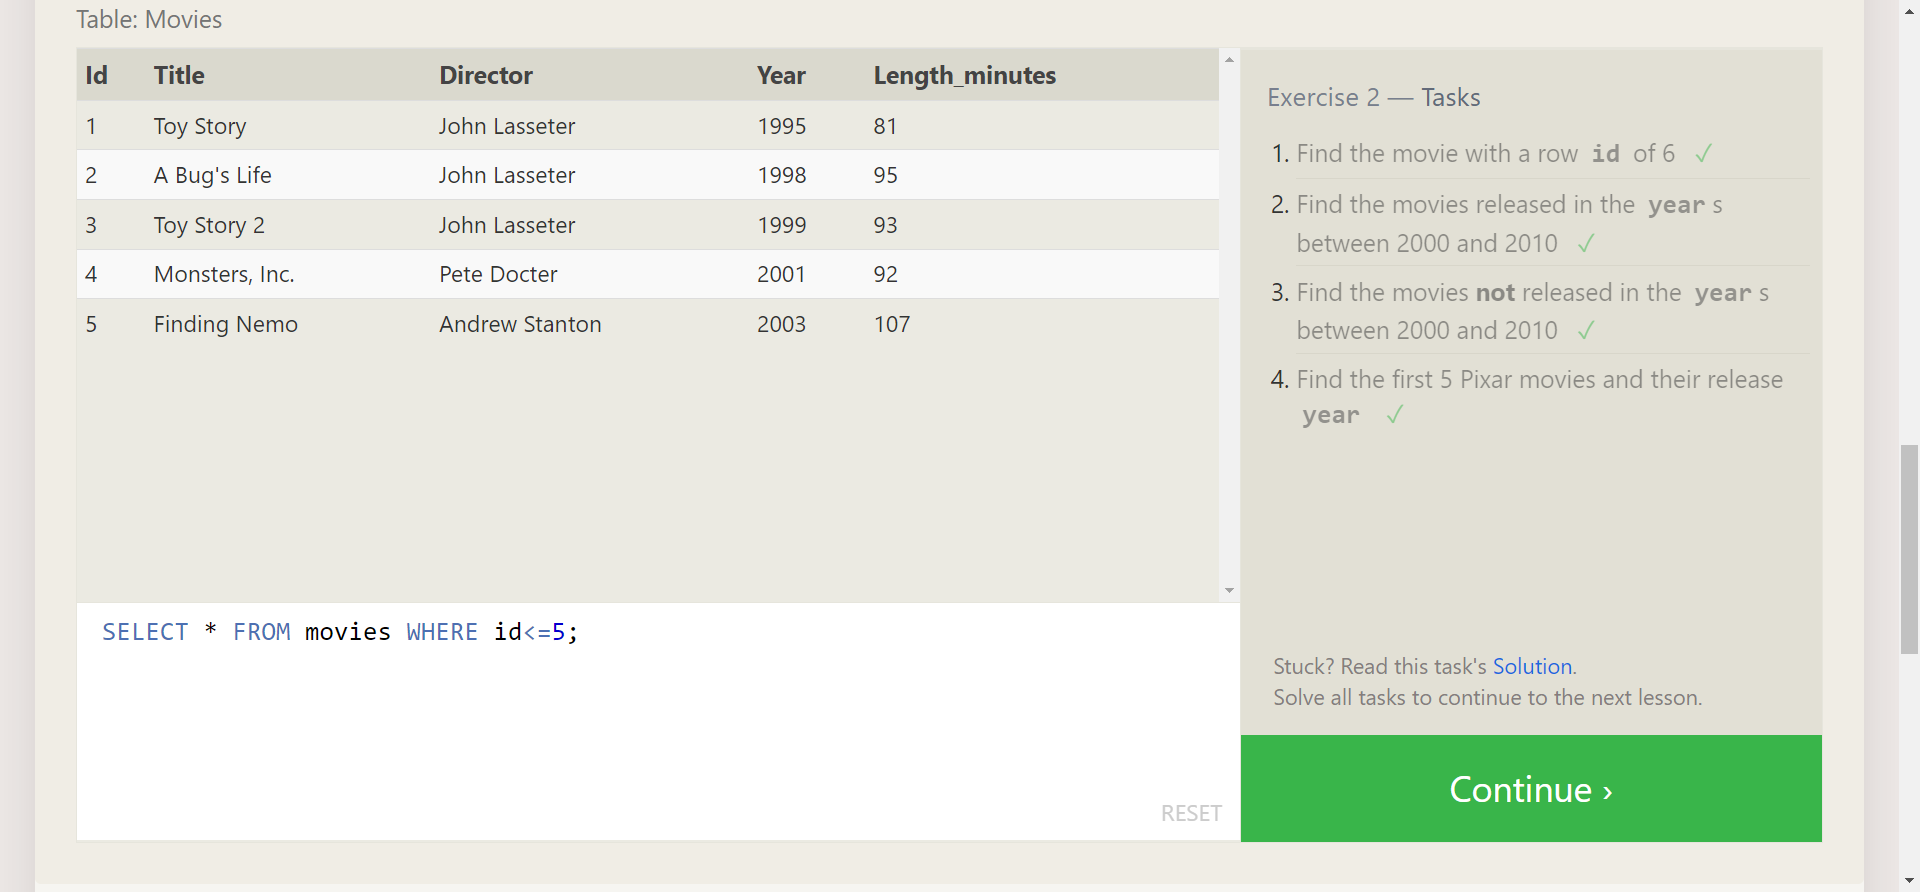 Table: Movies
Id Title Director Year Length_minutes
1 Toy Story John Lasseter 1995 81
2 A Bug's Life John Lasseter 1998 95
3 Toy Story 2 John Lasseter 1999 93
4 Monsters, Inc. Pete Docter 2001 92
5 Finding Nemo Andrew Stanton 2003 107
SELECT * FROM movies WHERE id<=5;
RESET
Exercise 2 — Tasks
1. Find the movie with a row id of 6 ✓
2. Find the movies released in the year s
between 2000 and 2010 ✓
3. Find the movies not released in the year s
between 2000 and 2010 ✓
4. Find the first 5 Pixar movies and their release
year ✓
Stuck? Read this task's Solution.
Solve all tasks to continue to the next lesson.
Continue ›